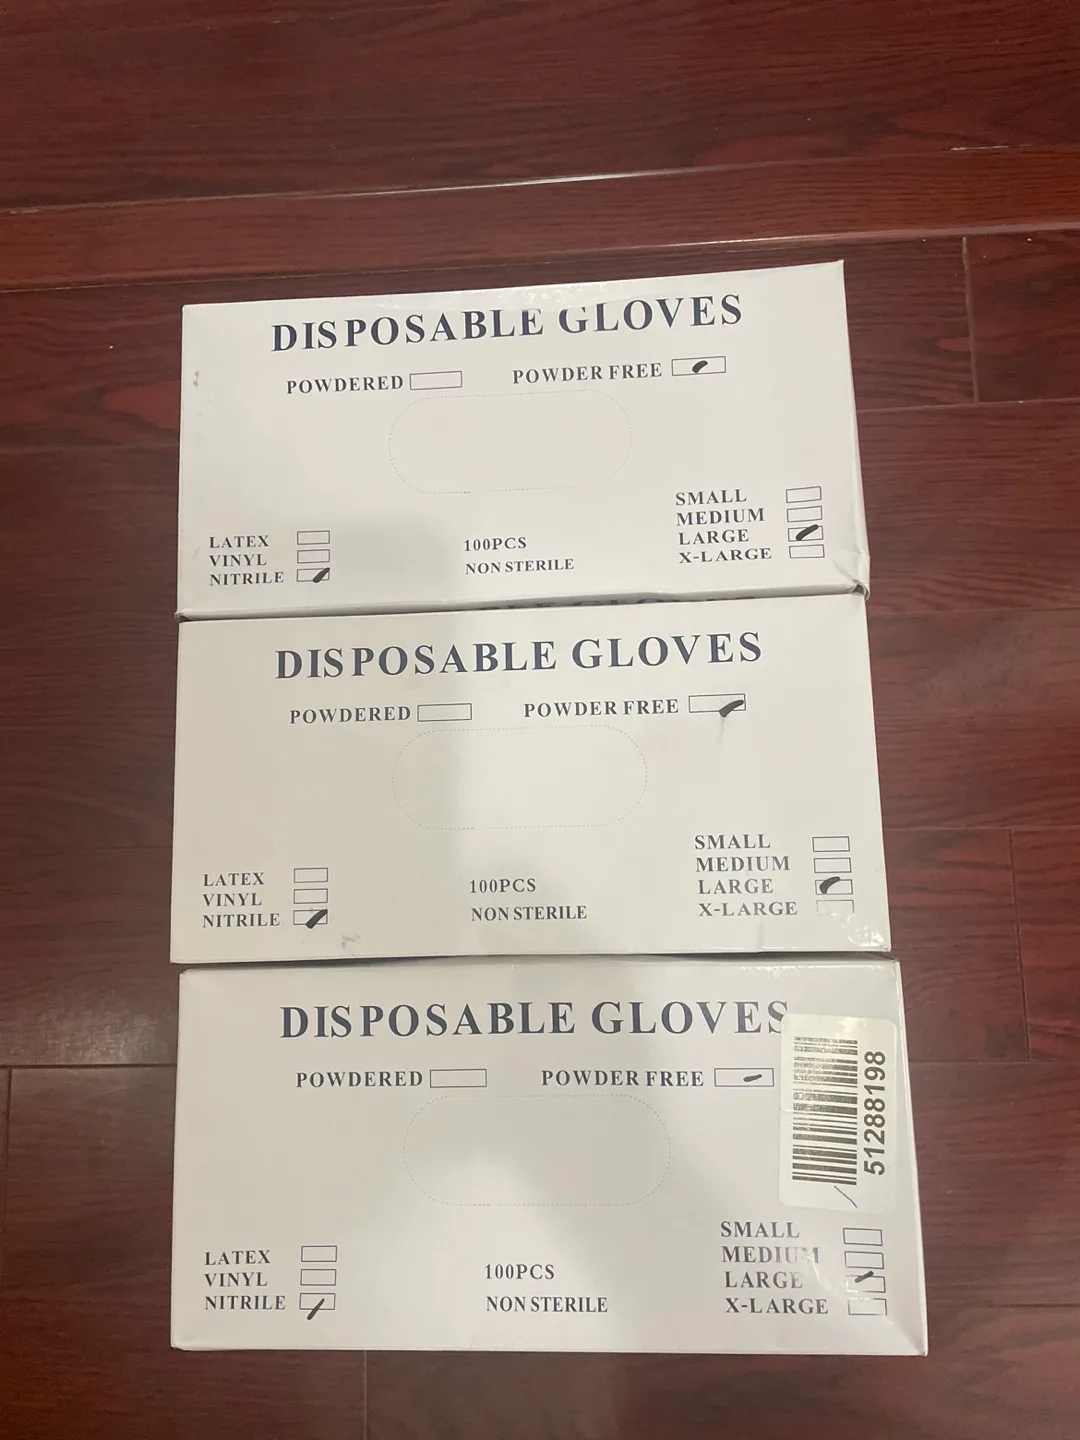 DISPOSABLE GLOVES
POWDERED POWDER FREE
SMALL
MEDIUM
LARGE
X-LARGE
LATEX
VINYL
NITRILE
100PCS
NON STERILE
DISPOSABLE GLOVES
POWDERED POWDER FREE
SMALL
MEDIUM
LARGE
X-LARGE
LATEX
VINYL
NITRILE
100PCS
NON STERILE
DISPOSABLE GLOVES
POWDERED POWDER FREE
51288198
SMALL
MEDIUM
LARGE
X-LARGE
LATEX
VINYL
NITRILE
100PCS
NON STERILE